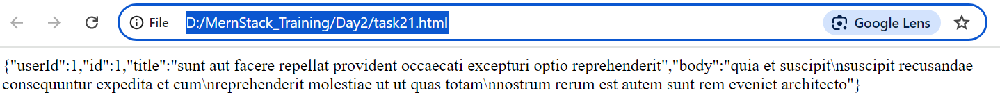 File D:/MernStack_Training/Day2/task21.html Google Lens
{"userId":1,"id":1,"title":"sunt aut facere repellat provident occaecati excepturi optio reprehenderit","body":"quia et suscipit\nsuscipit recusandae
consequuntur expedita et cum\nreprehenderit molestiae ut ut quas totam\nnostrum rerum est autem sunt rem eveniet architecto"}